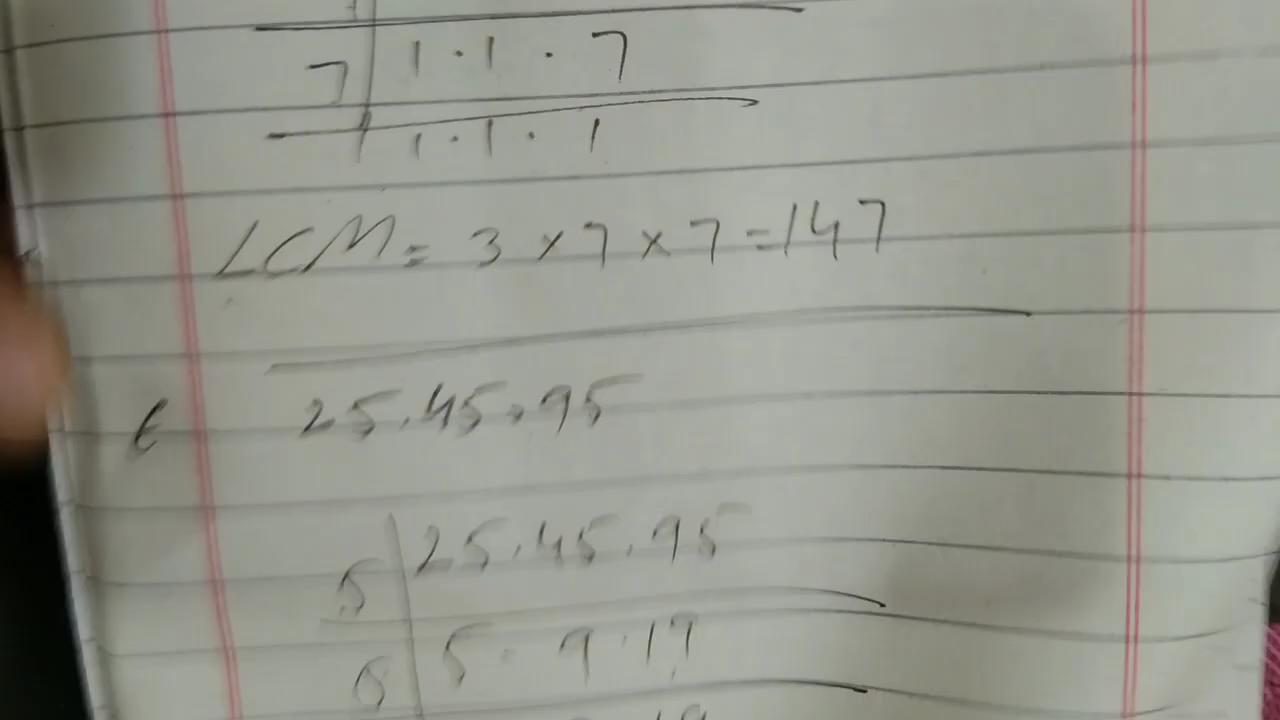 7 | 1 . 1 . 7
1 . 1 . 1
LCM = 3 × 7 × 7 = 147
25 . 45 . 95
5 | 25 . 45 . 95
5 . 9 . 19
19